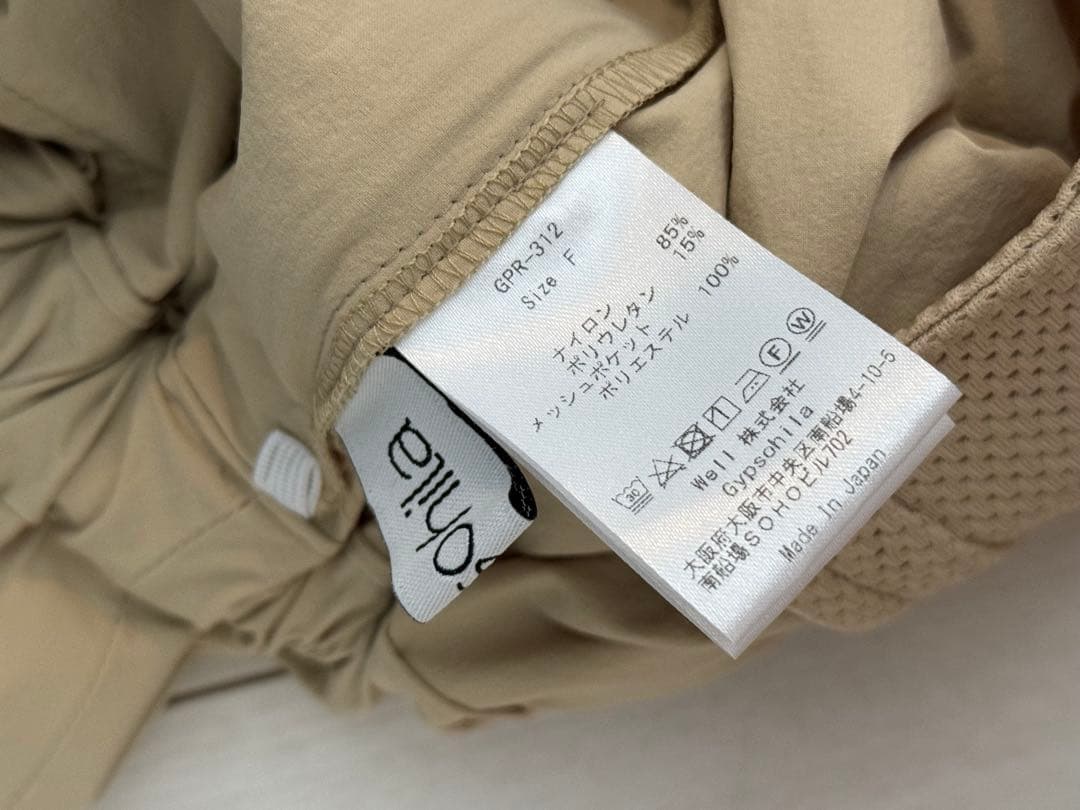 GPR-312
Size F
ナイロン 85%
ポリウレタン 15%
メッシュポケット
ポリエステル 100%
30 F W
Well 株式会社
Gypsohila
大阪府大阪市中央区南船場4-10-5
南船場SOHOビル702
Made In Japan
ohila